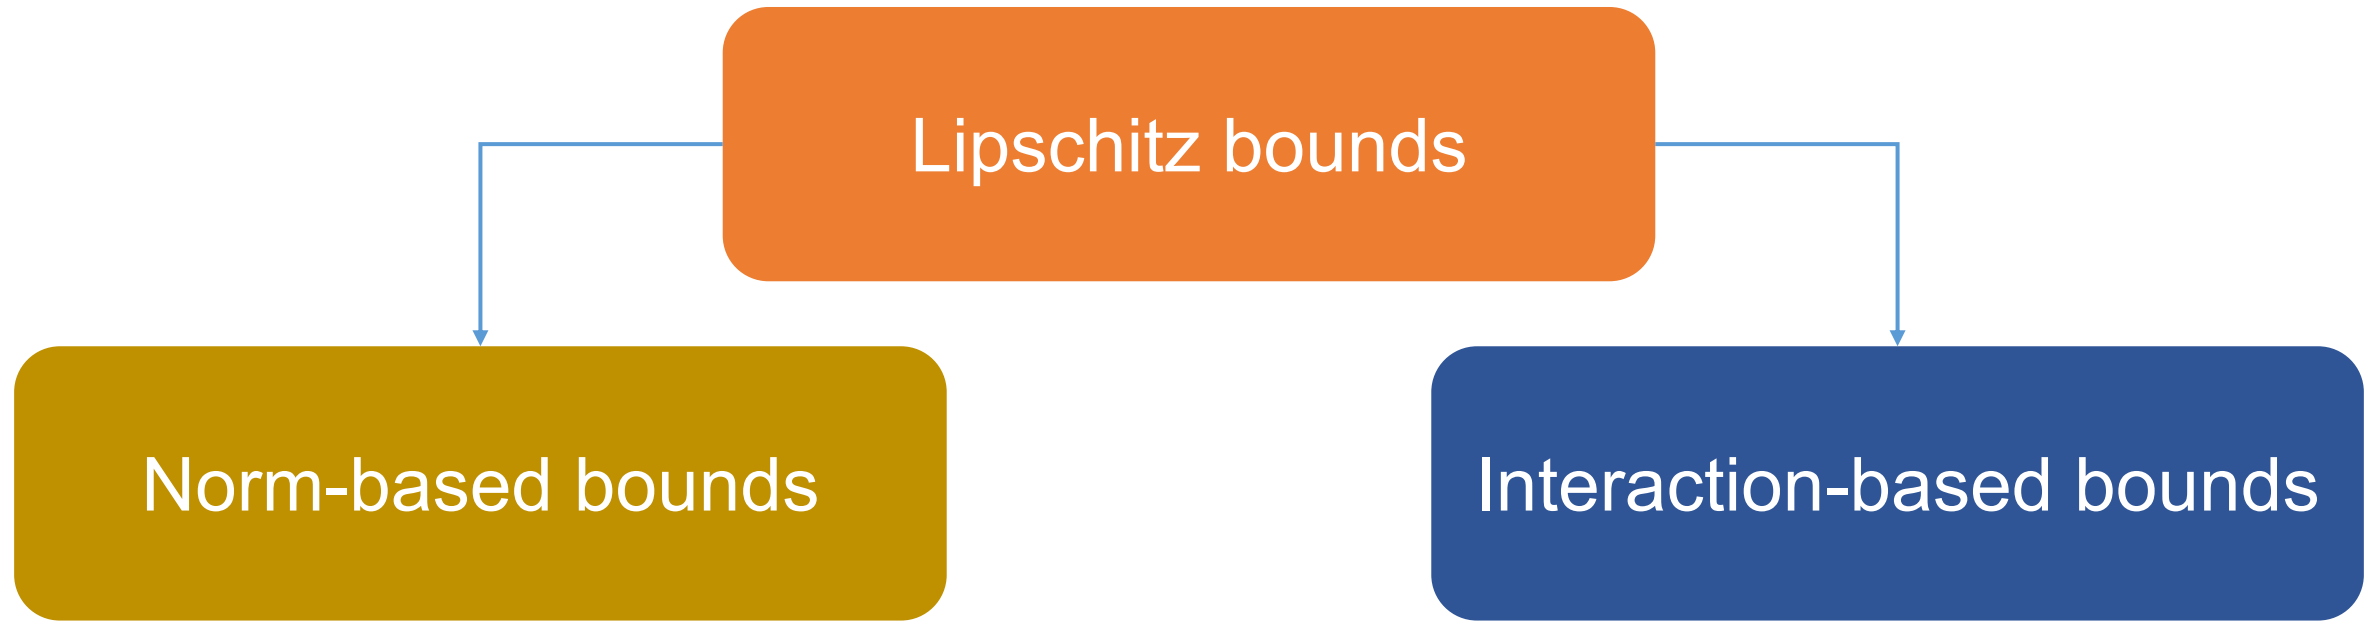 Lipschitz bounds
Norm-based bounds
Interaction-based bounds